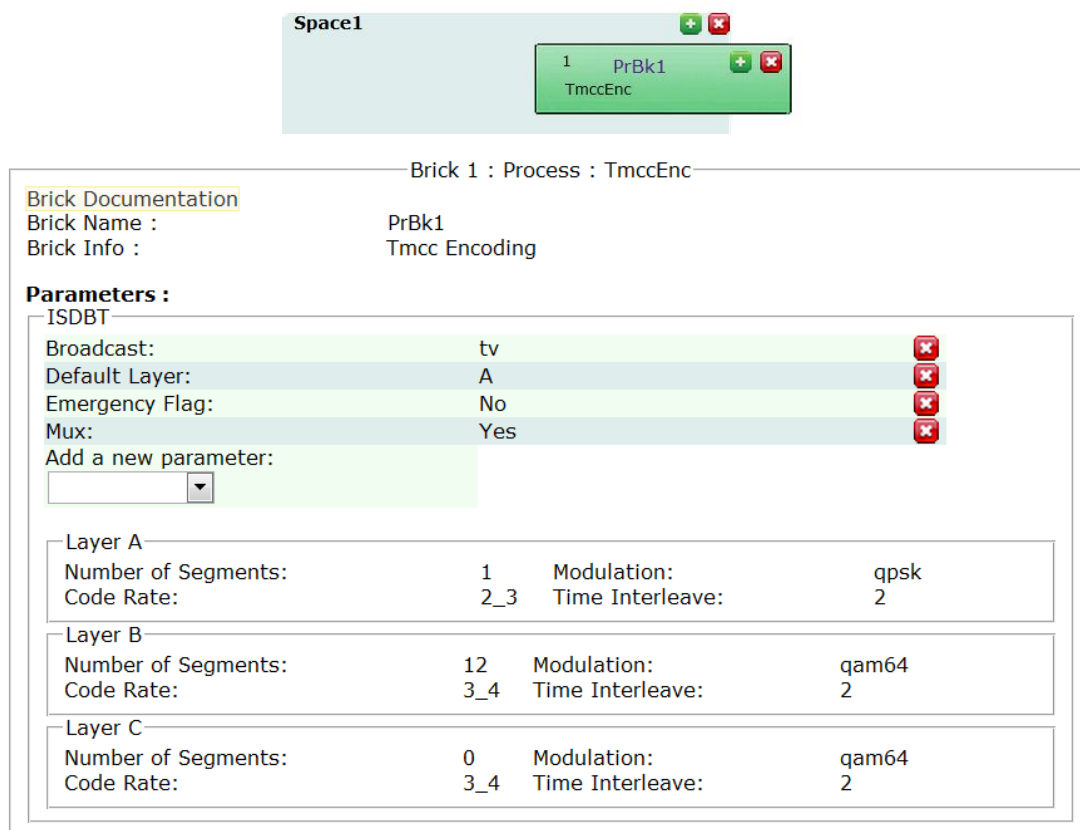 Space1
1 PrBk1
TmccEnc
Brick 1 : Process : TmccEnc
Brick Documentation
Brick Name : PrBk1
Brick Info : Tmcc Encoding
Parameters :
ISDBT
Broadcast: tv
Default Layer: A
Emergency Flag: No
Mux: Yes
Add a new parameter:
Layer A
Number of Segments: 1 Modulation: qpsk
Code Rate: 2_3 Time Interleave: 2
Layer B
Number of Segments: 12 Modulation: qam64
Code Rate: 3_4 Time Interleave: 2
Layer C
Number of Segments: 0 Modulation: qam64
Code Rate: 3_4 Time Interleave: 2